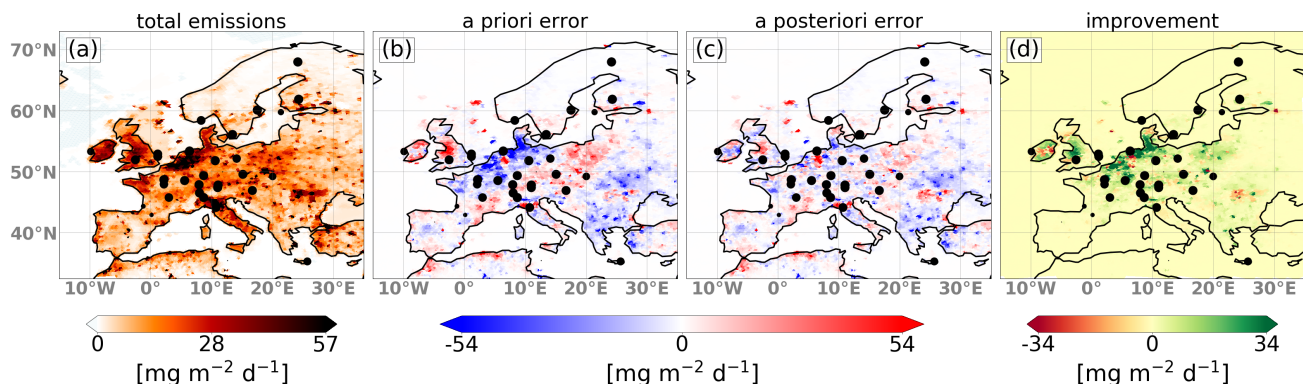 total emissions a priori error a posteriori error improvement
(a) (b) (c) (d)
70°N
60°N
50°N
40°N
10°W 0° 10°E 20°E 30°E 10°W 0° 10°E 20°E 30°E 10°W 0° 10°E 20°E 30°E 10°W 0° 10°E 20°E 30°E
0 28 57 -54 0 54 -34 0 34
[mg m⁻² d⁻¹] [mg m⁻² d⁻¹] [mg m⁻² d⁻¹]